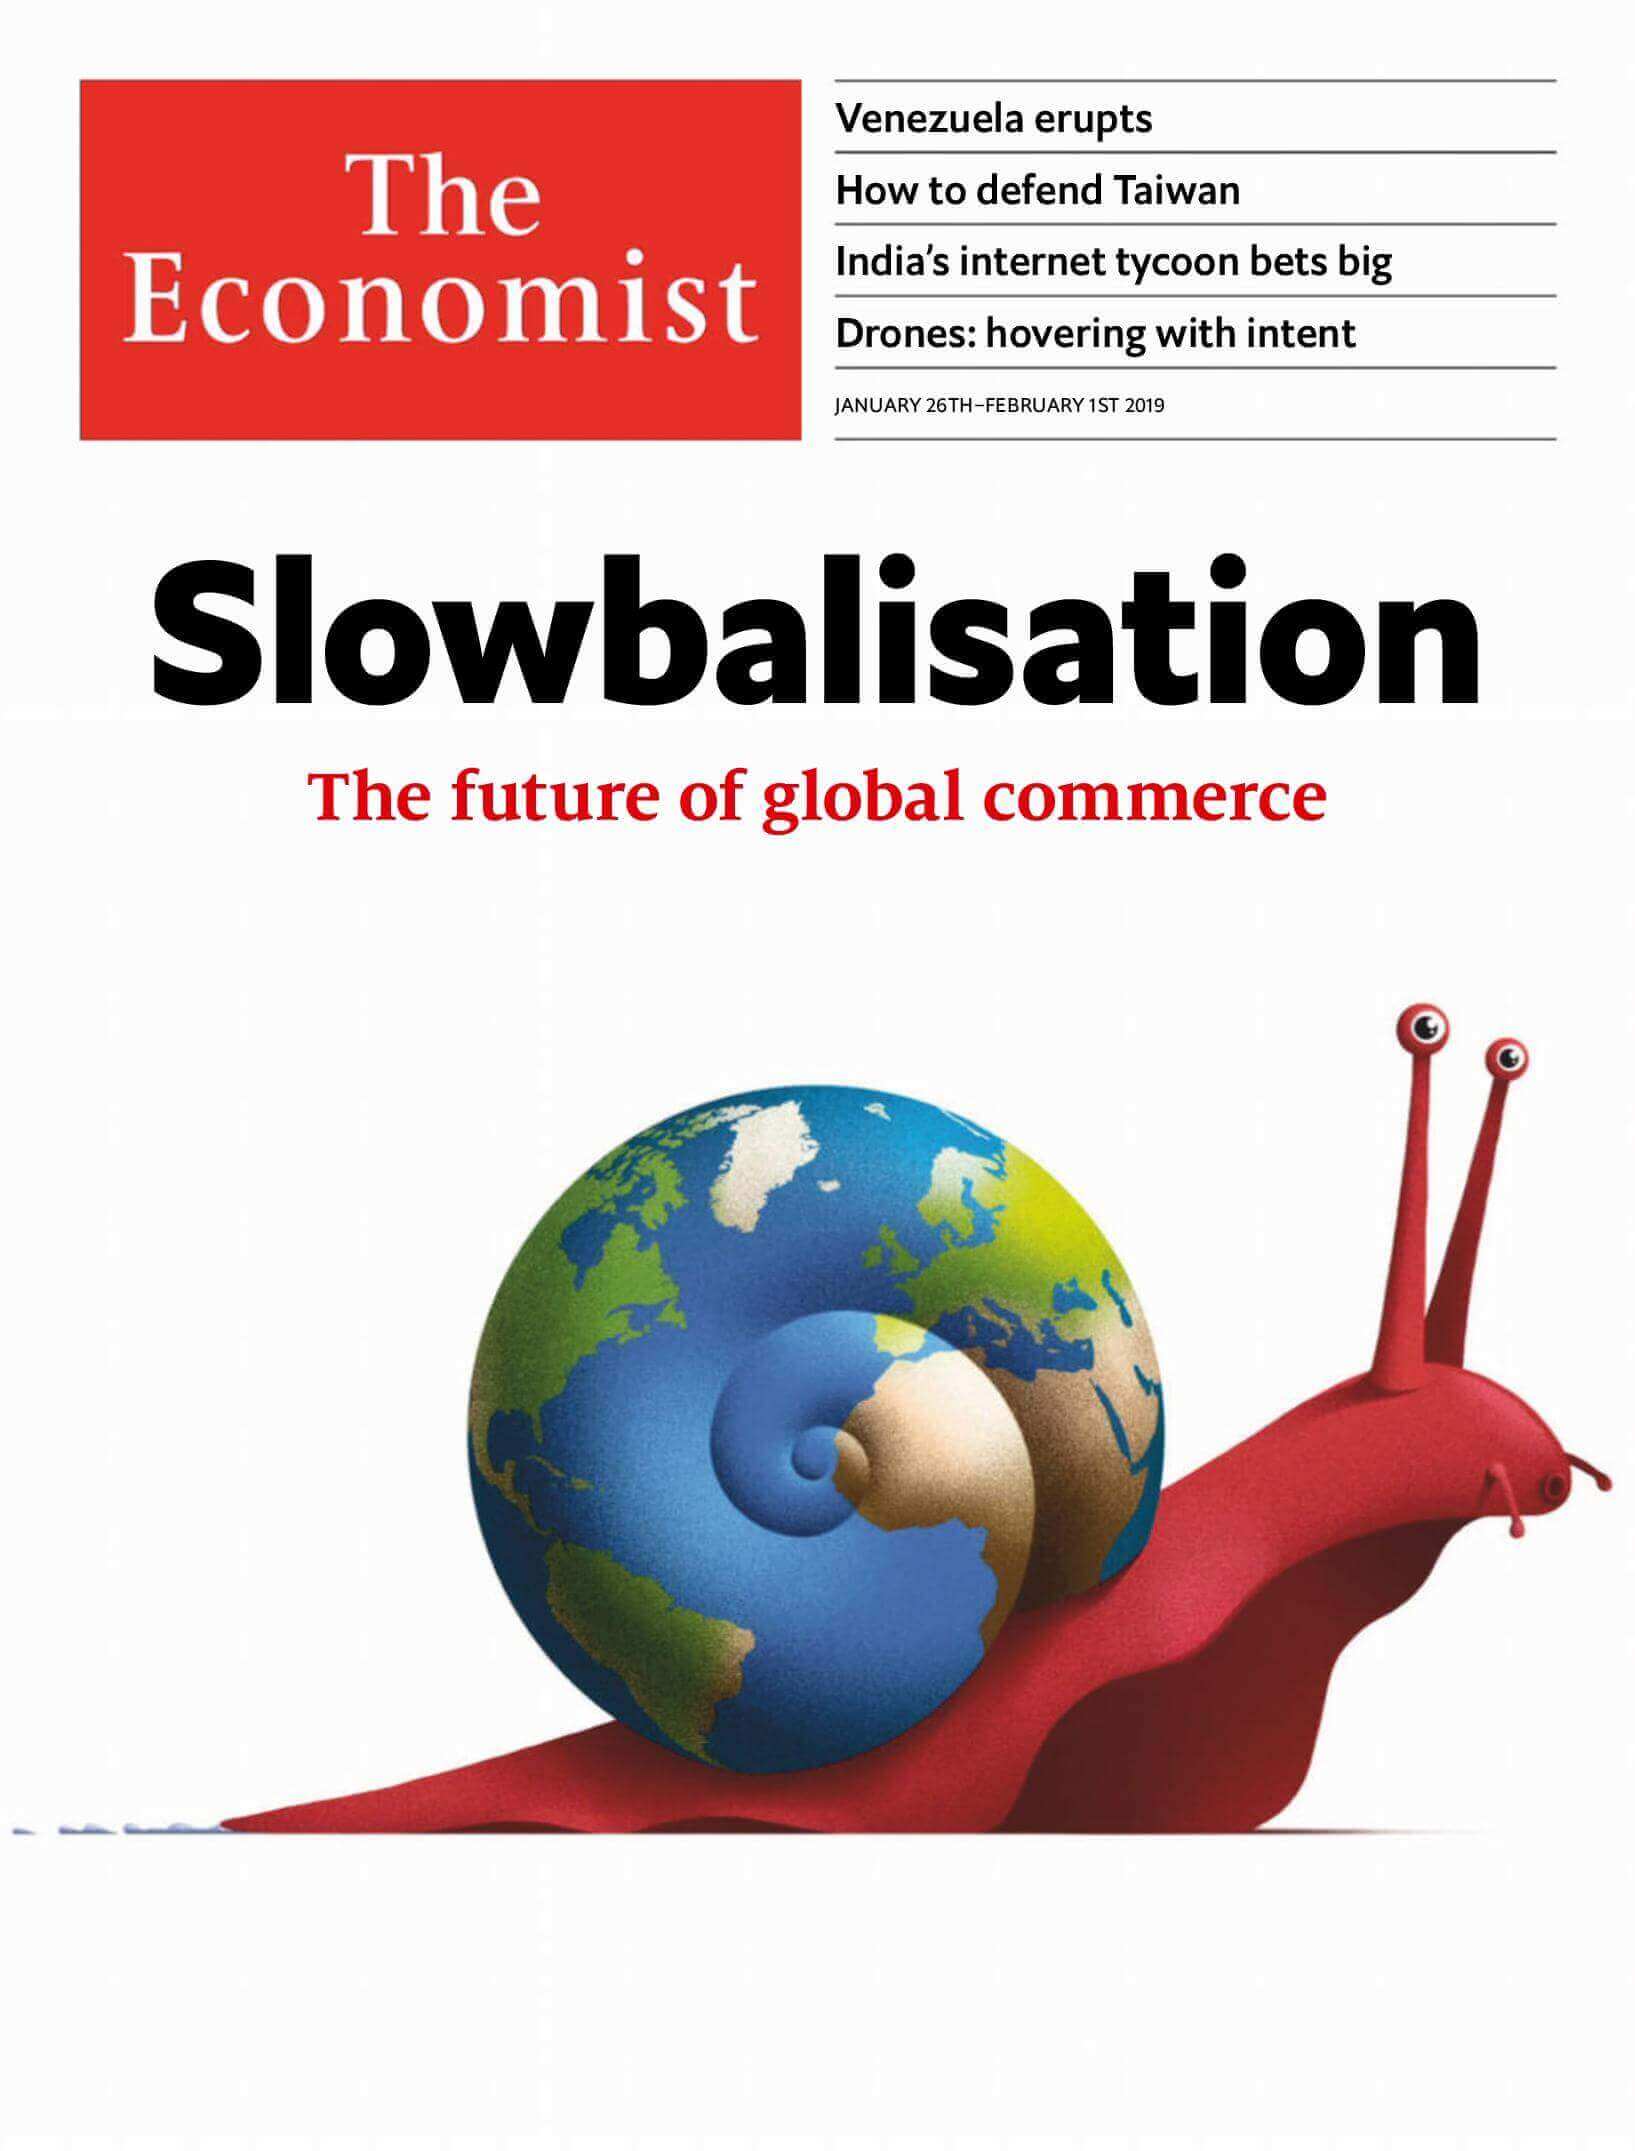 The
Economist
Venezuela erupts
How to defend Taiwan
India’s internet tycoon bets big
Drones: hovering with intent
JANUARY 26TH–FEBRUARY 1ST 2019
Slowbalisation
The future of global commerce